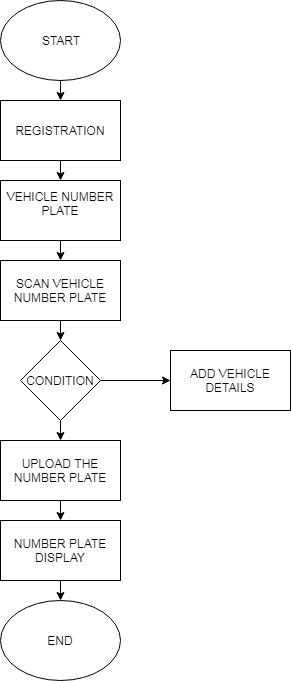 START
REGISTRATION
VEHICLE NUMBER
PLATE
SCAN VEHICLE
NUMBER PLATE
CONDITION
ADD VEHICLE
DETAILS
UPLOAD THE
NUMBER PLATE
NUMBER PLATE
DISPLAY
END